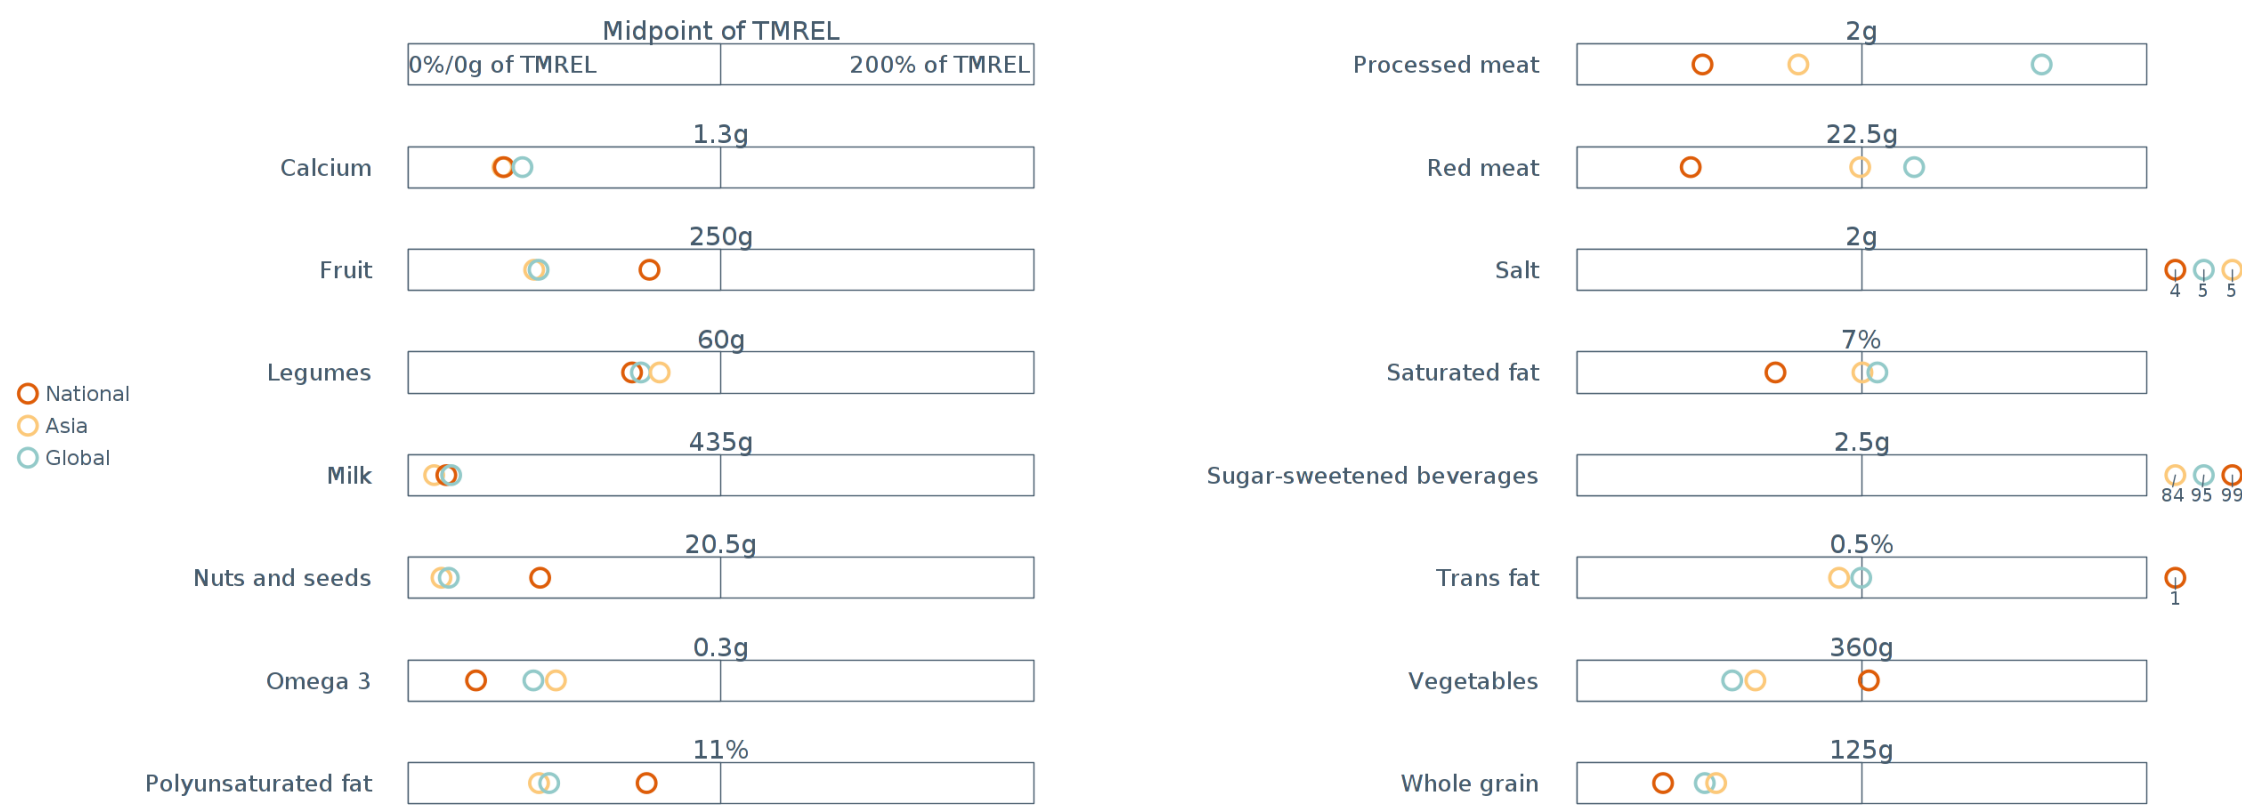 Midpoint of TMREL
0%/0g of TMREL 200% of TMREL
1.3g
Calcium
250g
Fruit
60g
Legumes
National
Asia
Global
435g
Milk
20.5g
Nuts and seeds
0.3g
Omega 3
11%
Polyunsaturated fat
2g
Processed meat
22.5g
Red meat
2g
Salt
4 5 5
7%
Saturated fat
2.5g
Sugar-sweetened beverages
84 95 99
0.5%
Trans fat
1
360g
Vegetables
125g
Whole grain